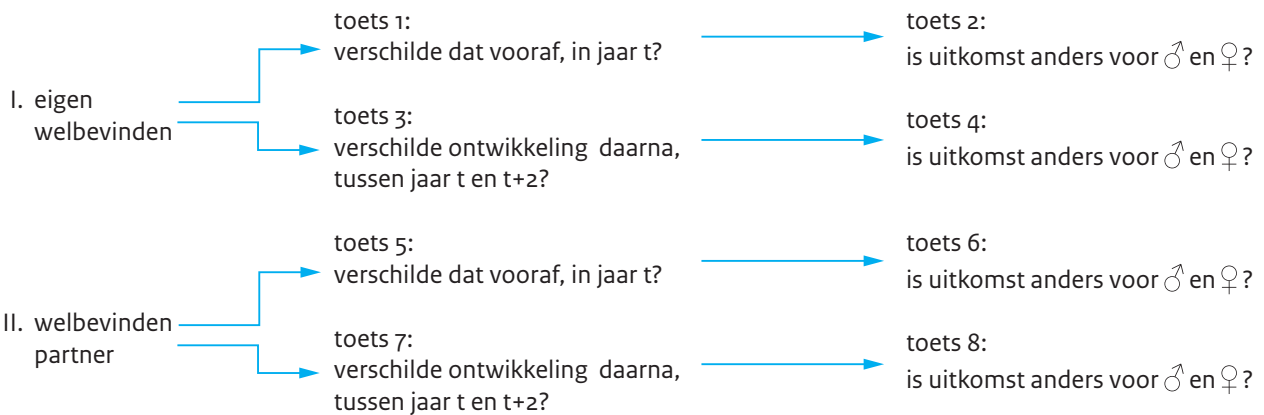 toets 1:
verschilde dat vooraf, in jaar t?
toets 2:
is uitkomst anders voor ♂ en ♀?
I. eigen
welbevinden
toets 3:
verschilde ontwikkeling daarna,
tussen jaar t en t+2?
toets 4:
is uitkomst anders voor ♂ en ♀?
toets 5:
verschilde dat vooraf, in jaar t?
toets 6:
is uitkomst anders voor ♂ en ♀?
II. welbevinden
partner
toets 7:
verschilde ontwikkeling daarna,
tussen jaar t en t+2?
toets 8:
is uitkomst anders voor ♂ en ♀?